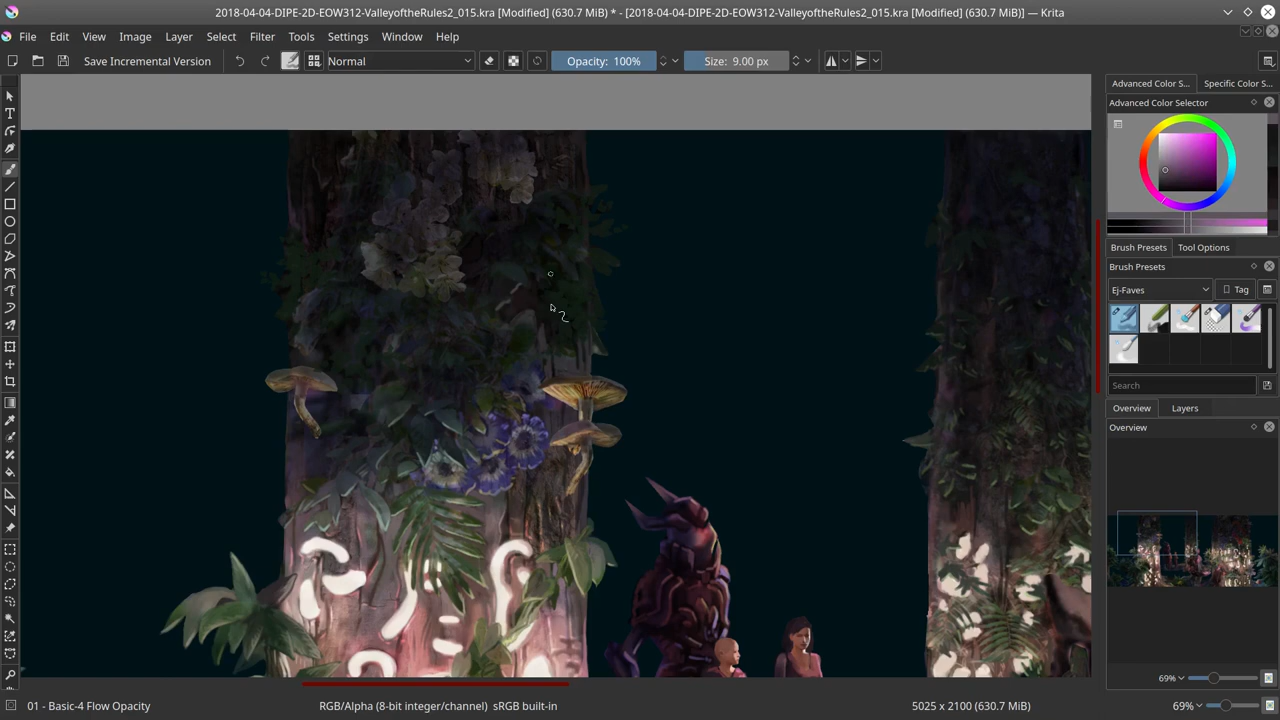 2018-04-04-DIPE-2D-EOW312-ValleyoftheRules2_015.kra [Modified] (630.7 MiB) * - [2018-04-04-DIPE-2D-EOW312-ValleyoftheRules2_015.kra [Modified] (630.7 MiB)] — Krita
File Edit View Image Layer Select Filter Tools Settings Window Help
Save Incremental Version Normal Opacity: 100% Size: 9.00 px
Advanced Color S... Specific Color S...
Advanced Color Selector
Brush Presets Tool Options
Brush Presets
Ej-Faves Tag
Search
Overview Layers
Overview
69%
01 - Basic-4 Flow Opacity RGB/Alpha (8-bit integer/channel) sRGB built-in 5025 x 2100 (630.7 MiB) 69%